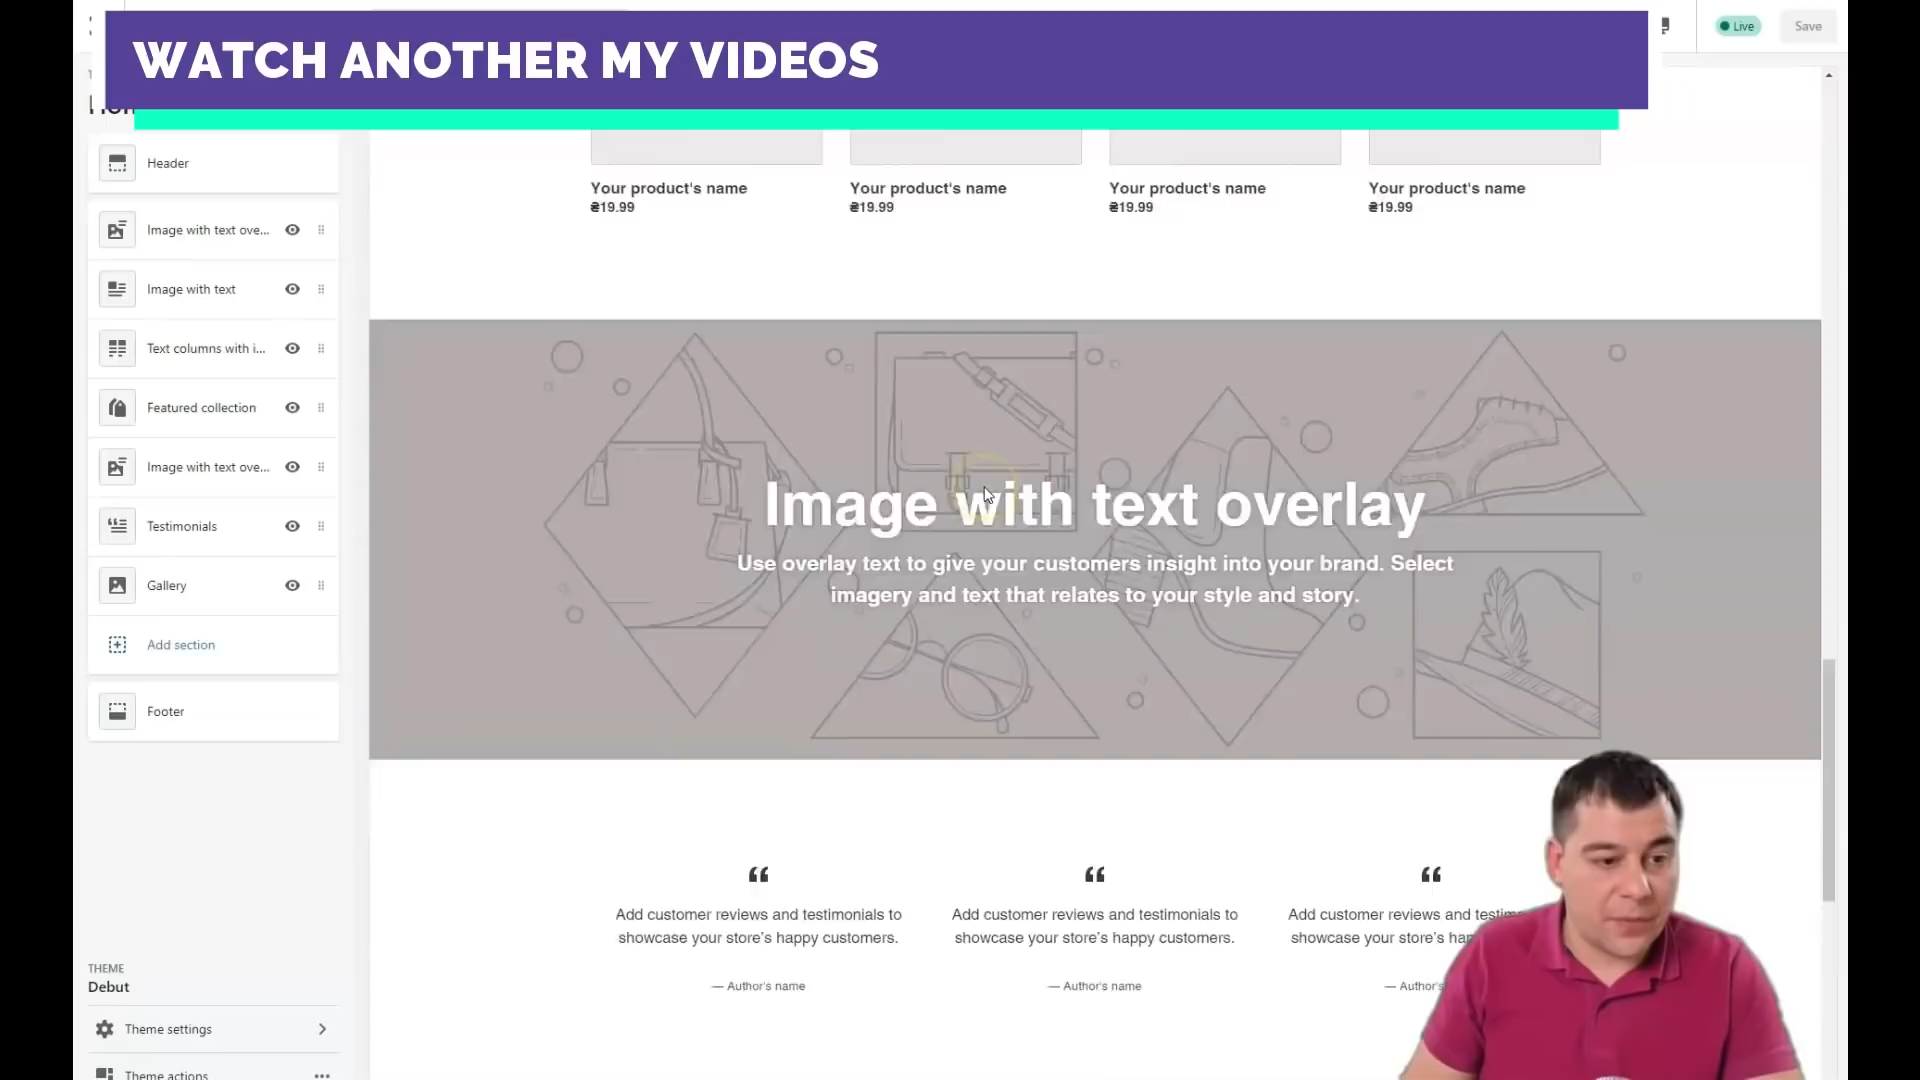 WATCH ANOTHER MY VIDEOS
Live
Save
Header
Image with text ove...
Image with text
Text columns with i...
Featured collection
Image with text ove...
Testimonials
Gallery
Add section
Footer
THEME
Debut
Theme settings
Theme actions
Your product's name
₴19.99
Your product's name
₴19.99
Your product's name
₴19.99
Your product's name
₴19.99
Image with text overlay
Use overlay text to give your customers insight into your brand. Select
imagery and text that relates to your style and story.
“
Add customer reviews and testimonials to
showcase your store’s happy customers.
— Author's name
“
Add customer reviews and testimonials to
showcase your store’s happy customers.
— Author's name
“
Add customer reviews and
showcase your store’s